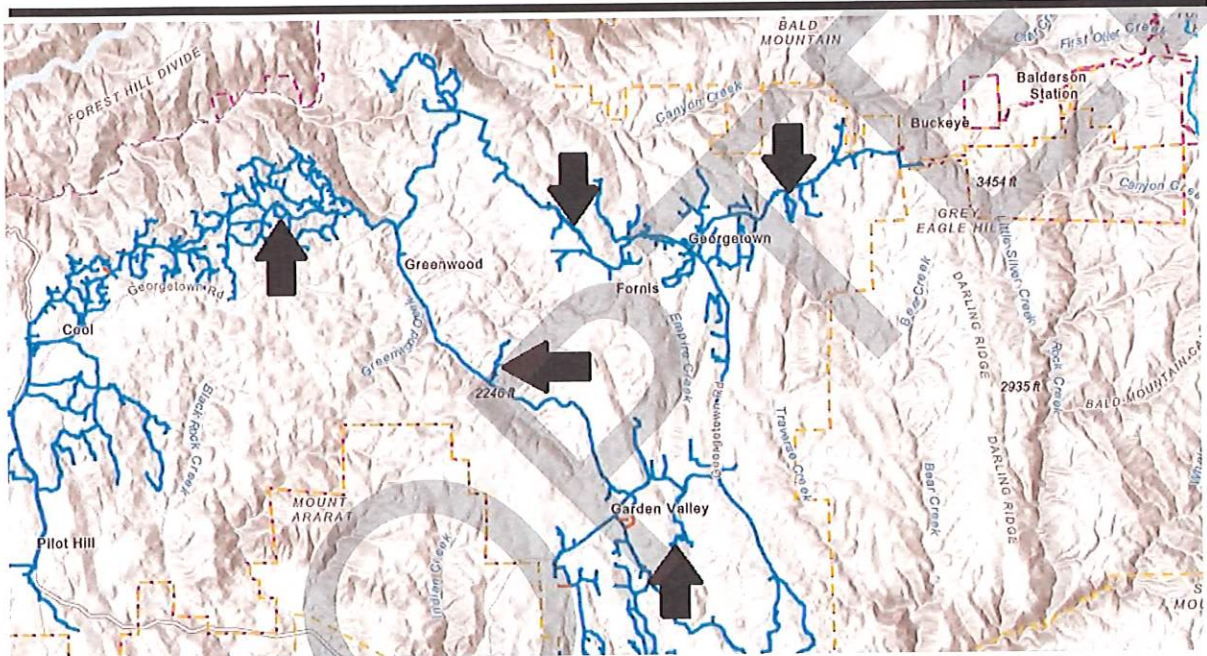 BALD
MOUNTAIN
First Otter Creek
Balderson
Station
FOREST HILL DIVIDE
Canyon Creek
Buckeye
3454 ft
Canyon Cre
GREY
EAGLE HILL
Georgetown
Greenwood
Fornis
Georgetown Rd
Little Silver Creek
Bear Creek
DARLING RIDGE
Cool
Empire Creek
Rock Creek
2246 ft
2935 ft
BALD MOUNTAIN CA
Black Rock Creek
Traverse Creek
Bear Creek
DARLING RIDGE
MOUNT
ARARAT
Garden Valley
Pilot Hill
Indian Creek
S
A MOU